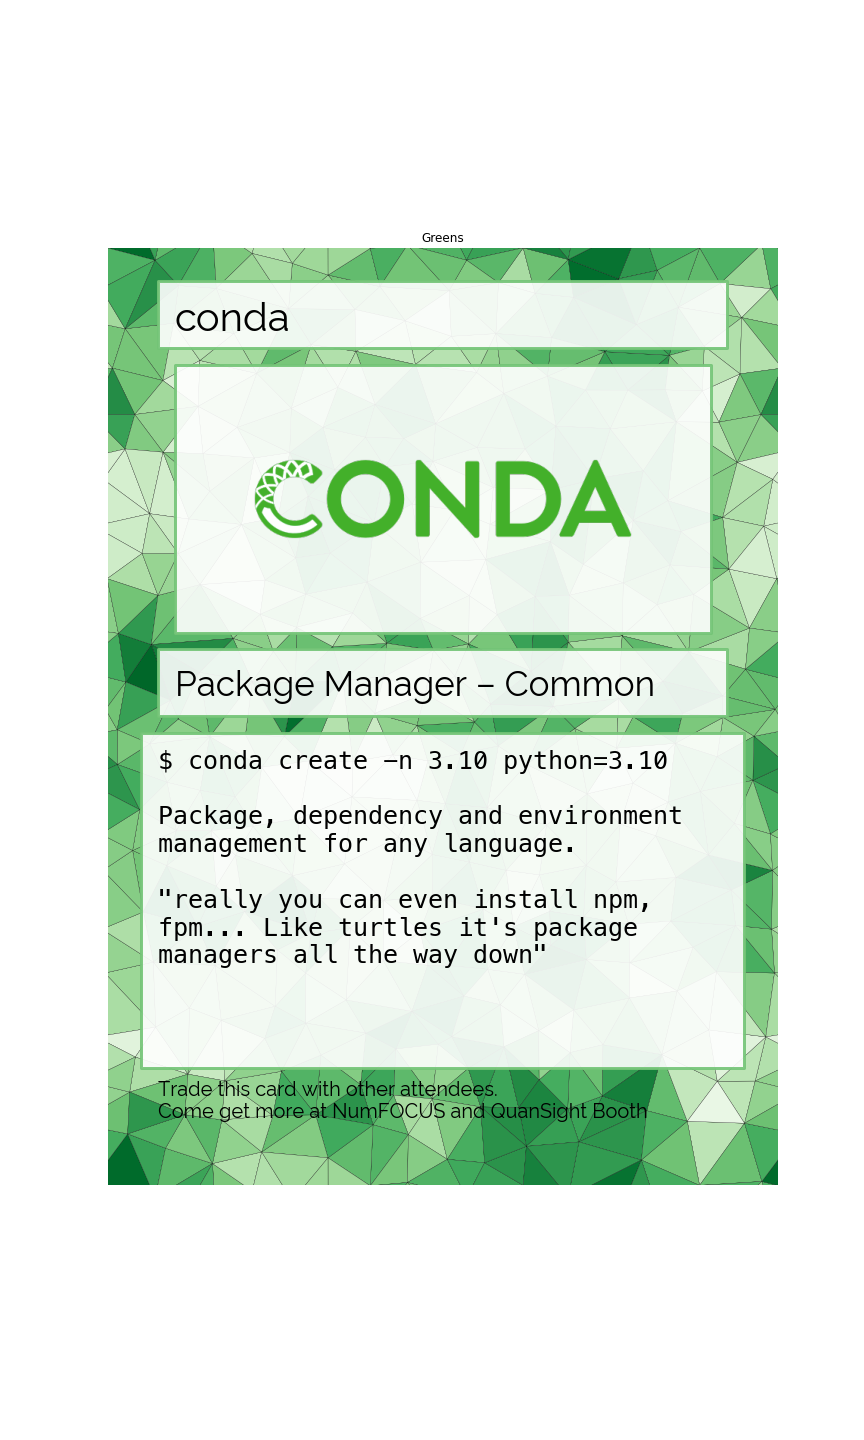 Greens
conda
CONDA
Package Manager – Common
$ conda create −n 3.10 python=3.10
Package, dependency and environment
management for any language.
"really you can even install npm,
fpm... Like turtles it's package
managers all the way down"
Trade this card with other attendees.
Come get more at NumFOCUS and QuanSight Booth